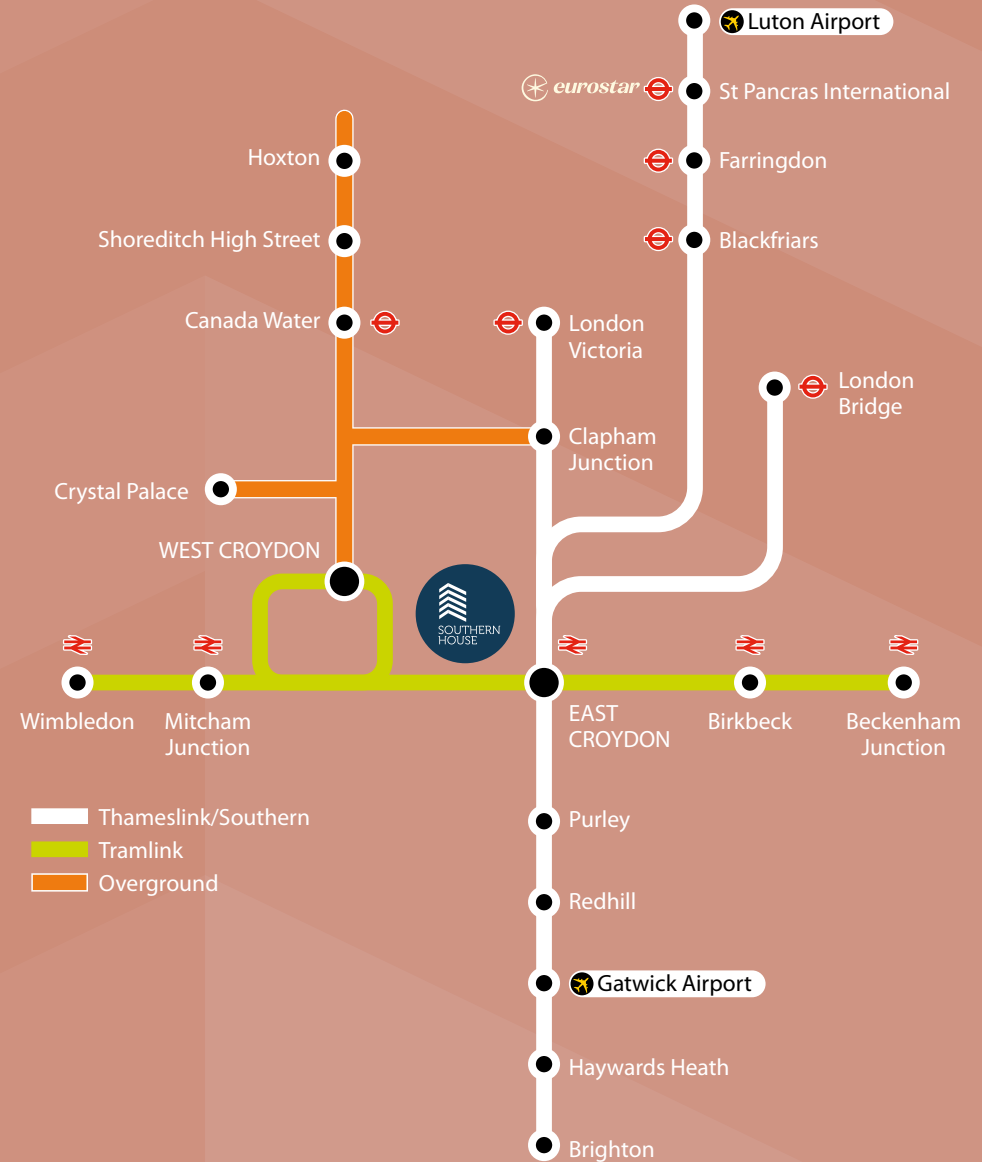 Luton Airport
eurostar
St Pancras International
Hoxton
Farringdon
Shoreditch High Street
Blackfriars
Canada Water
London
Victoria
London
Bridge
Clapham
Junction
Crystal Palace
WEST CROYDON
SOUTHERN
HOUSE
Wimbledon
Mitcham
Junction
EAST
CROYDON
Birkbeck
Beckenham
Junction
Thameslink/Southern
Tramlink
Overground
Purley
Redhill
Gatwick Airport
Haywards Heath
Brighton